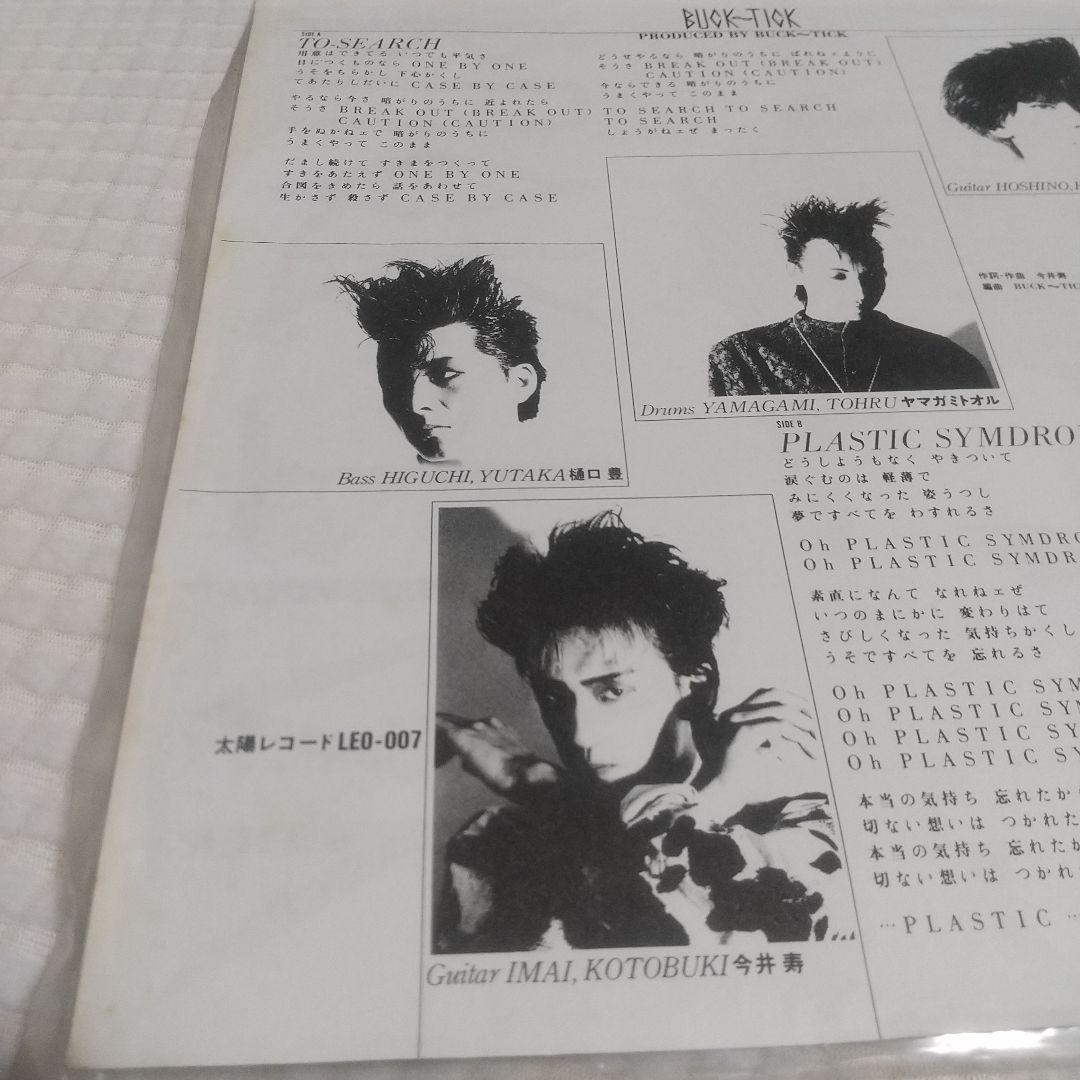 BUCK〜TICK
PRODUCED BY BUCK〜TICK
SIDE A
TO-SEARCH
用意はできてる いつでも平気さ
目につくものなら ONE BY ONE
うそをちらかし 下心かくし
てあたりしだいに CASE BY CASE
やるなら今さ 暗がりのうちに 近よれたら
そうさ BREAK OUT (BREAK OUT)
CAUTION (CAUTION)
手をぬかねェで 暗がりのうちに
うまくやって このまま
だまし続けて すきまをつくって
すきをあたえず ONE BY ONE
合図をきめたら 話をあわせて
生かさず 殺さず CASE BY CASE
どうせやるなら 暗がりのうちに ばれねェように
そうさ BREAK OUT (BREAK OUT)
CAUTION (CAUTION)
今ならできる 暗がりのうちに
うまくやって このまま
TO SEARCH TO SEARCH
TO SEARCH
しょうがねェぜ まったく
Guitar HOSHINO,
作詞・作曲 今井寿
編曲 BUCK〜TIC
Drums YAMAGAMI, TOHRU ヤマガミトオル
Bass HIGUCHI, YUTAKA 樋口 豊
SIDE B
PLASTIC SYMDRO
どうしようもなく やきついて
涙ぐむのは 軽薄で
みにくくなった 姿うつし
夢ですべてを わすれるさ
Oh PLASTIC SYMDRO
Oh PLASTIC SYMDR
素直になんて なれねェぜ
いつのまにかに 変わりはて
さびしくなった 気持ちかくし
うそですべてを 忘れるさ
Oh PLASTIC SYM
Oh PLASTIC SYM
Oh PLASTIC SY
Oh PLASTIC SY
本当の気持ち 忘れたか
切ない想いは つかれた
本当の気持ち 忘れたか
切ない想いは つかれ
…PLASTIC…
太陽レコード LEO-007
Guitar IMAI, KOTOBUKI 今井 寿